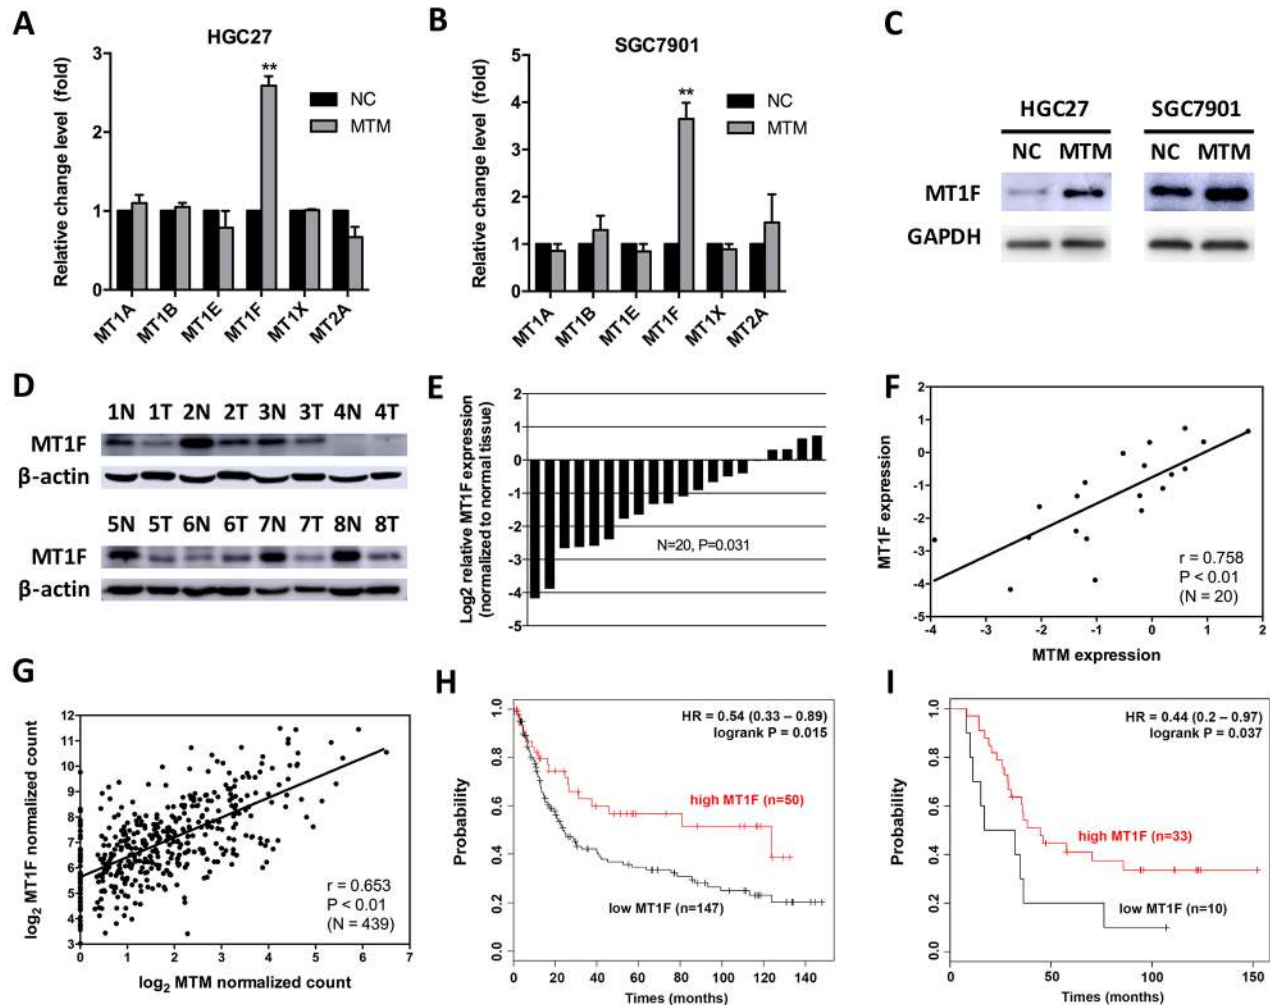 A
HGC27
Relative change level (fold)
3
2
1
0
**
NC
MTM
MT1A
MT1B
MT1E
MT1F
MT1X
MT2A
B
SGC7901
Relative change level (fold)
5
4
3
2
1
0
**
NC
MTM
MT1A
MT1B
MT1E
MT1F
MT1X
MT2A
C
HGC27 SGC7901
NC MTM NC MTM
MT1F
GAPDH
D
1N 1T 2N 2T 3N 3T 4N 4T
MT1F
β-actin
5N 5T 6N 6T 7N 7T 8N 8T
MT1F
β-actin
E
Log2 relative MT1F expression
(normalized to normal tissue)
2
1
0
-1
-2
-3
-4
-5
N=20, P=0.031
F
MT1F expression
2
1
0
-1
-2
-3
-4
-5
r = 0.758
P < 0.01
(N = 20)
-4 -3 -2 -1 0 1 2
MTM expression
G
log2 MT1F normalized count
12
11
10
9
8
7
6
5
4
3
r = 0.653
P < 0.01
(N = 439)
0 1 2 3 4 5 6 7
log2 MTM normalized count
H
Probability
1.0
0.8
0.6
0.4
0.2
0.0
HR = 0.54 (0.33 – 0.89)
logrank P = 0.015
high MT1F (n=50)
low MT1F (n=147)
0 20 40 60 80 100 120 140
Times (months)
I
Probability
1.0
0.8
0.6
0.4
0.2
0.0
HR = 0.44 (0.2 – 0.97)
logrank P = 0.037
high MT1F (n=33)
low MT1F (n=10)
0 50 100 150
Times (months)